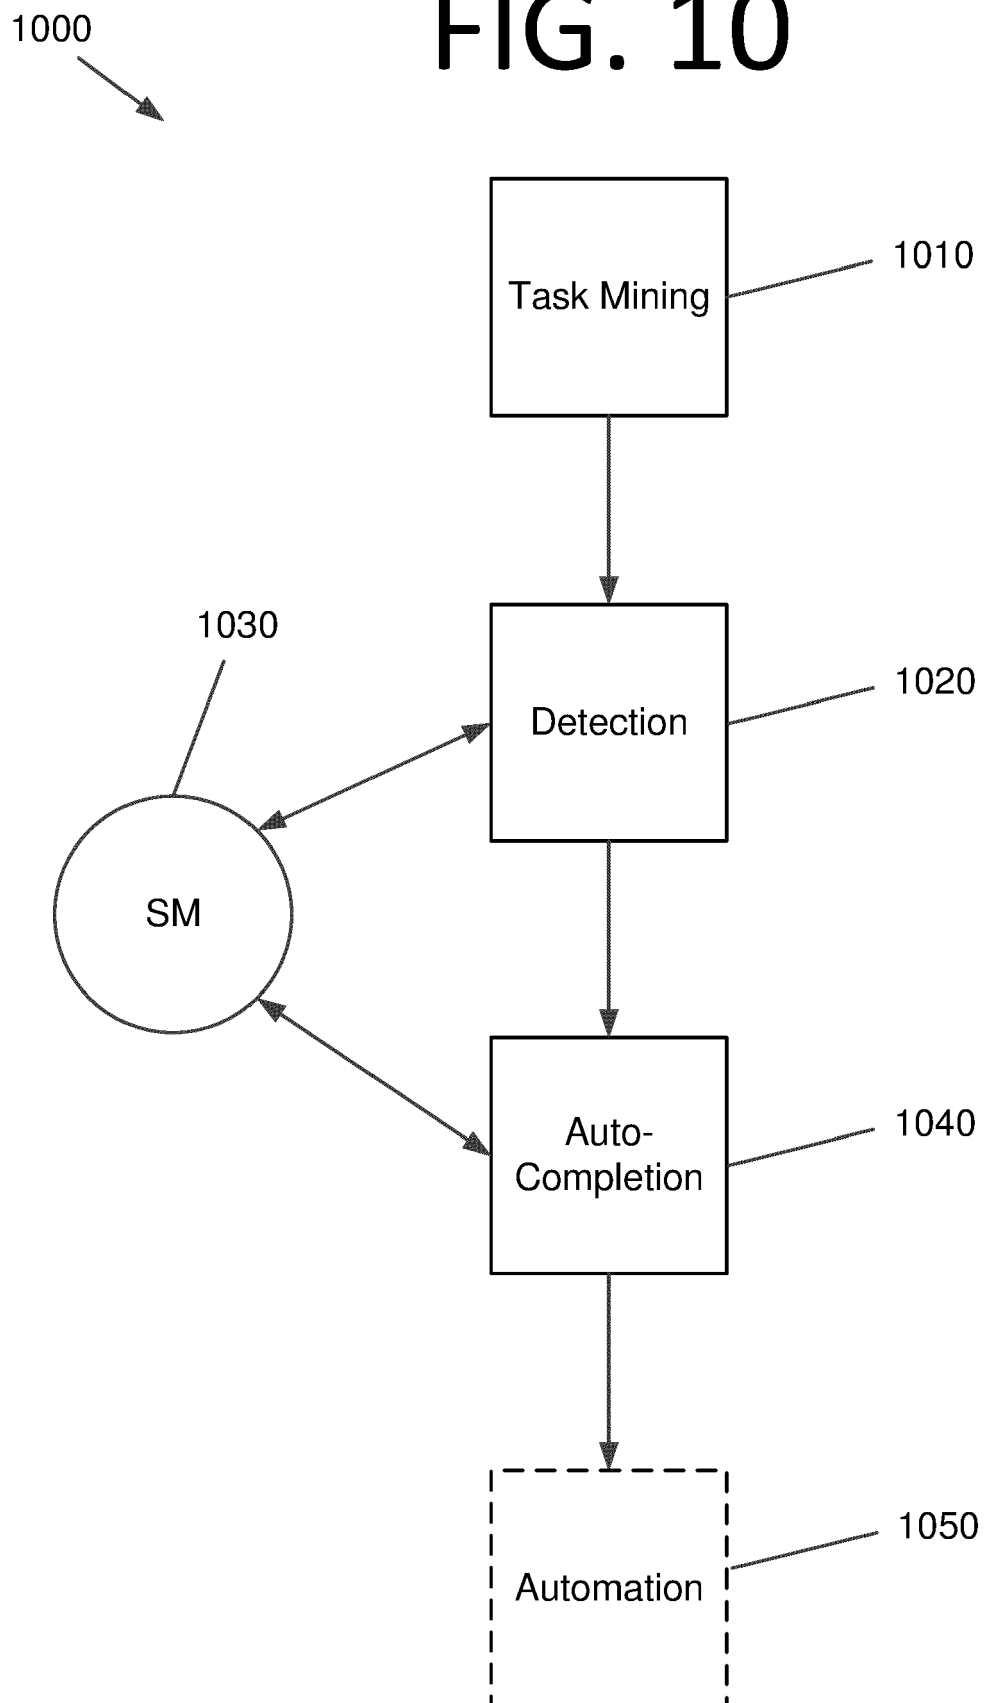 1000
FIG. 10
Task Mining
1010
1030
Detection
1020
SM
Auto-
Completion
1040
Automation
1050